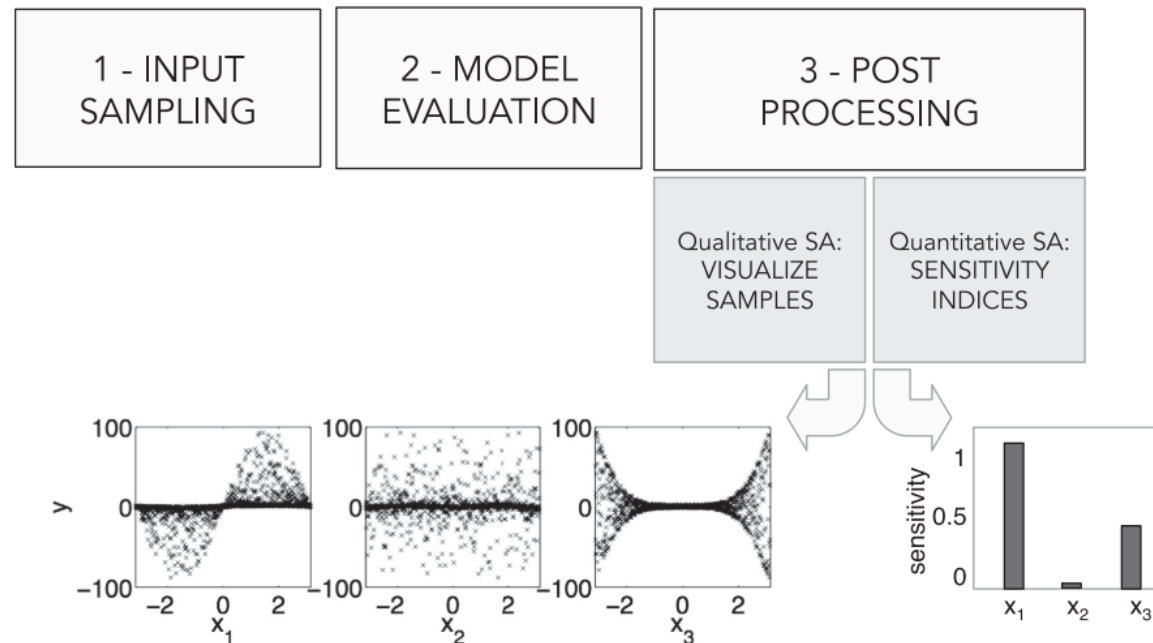 1 - INPUT
SAMPLING
2 - MODEL
EVALUATION
3 - POST
PROCESSING
Qualitative SA:
VISUALIZE
SAMPLES
Quantitative SA:
SENSITIVITY
INDICES
100
0
-100
y
-2 0 2
x1
100
0
-100
-2 0 2
x2
100
0
-100
-2 0 2
x3
sensitivity
1
0.5
0
x1 x2 x3